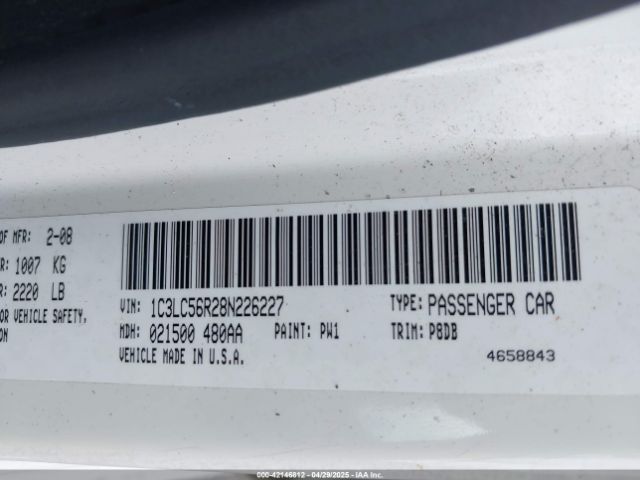 OF MFR: 2-08
R: 1007 KG
R: 2220 LB
OR VEHICLE SAFETY,
ON
VIN: 1C3LC56R28N226227 TYPE: PASSENGER CAR
MDH: 021500 480AA PAINT: PW1 TRIM: P8DB
VEHICLE MADE IN U.S.A. 4658843
000-42146812 - 04/29/2025 - IAA Inc.